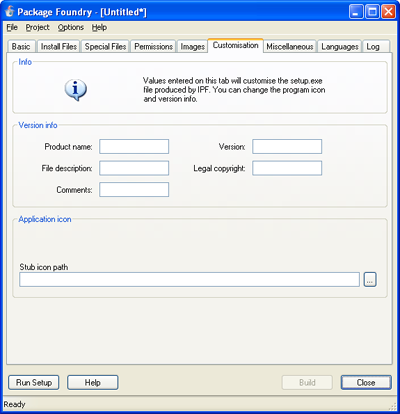 Package Foundry - [Untitled*]
File Project Options Help
Basic Install Files Special Files Permissions Images Customisation Miscellaneous Languages Log
Info
Values entered on this tab will customise the setup.exe
file produced by IPF. You can change the program icon
and version info.
Version info
Product name: Version:
File description: Legal copyright:
Comments:
Application icon
Stub icon path
...
Run Setup Help Build Close
Ready